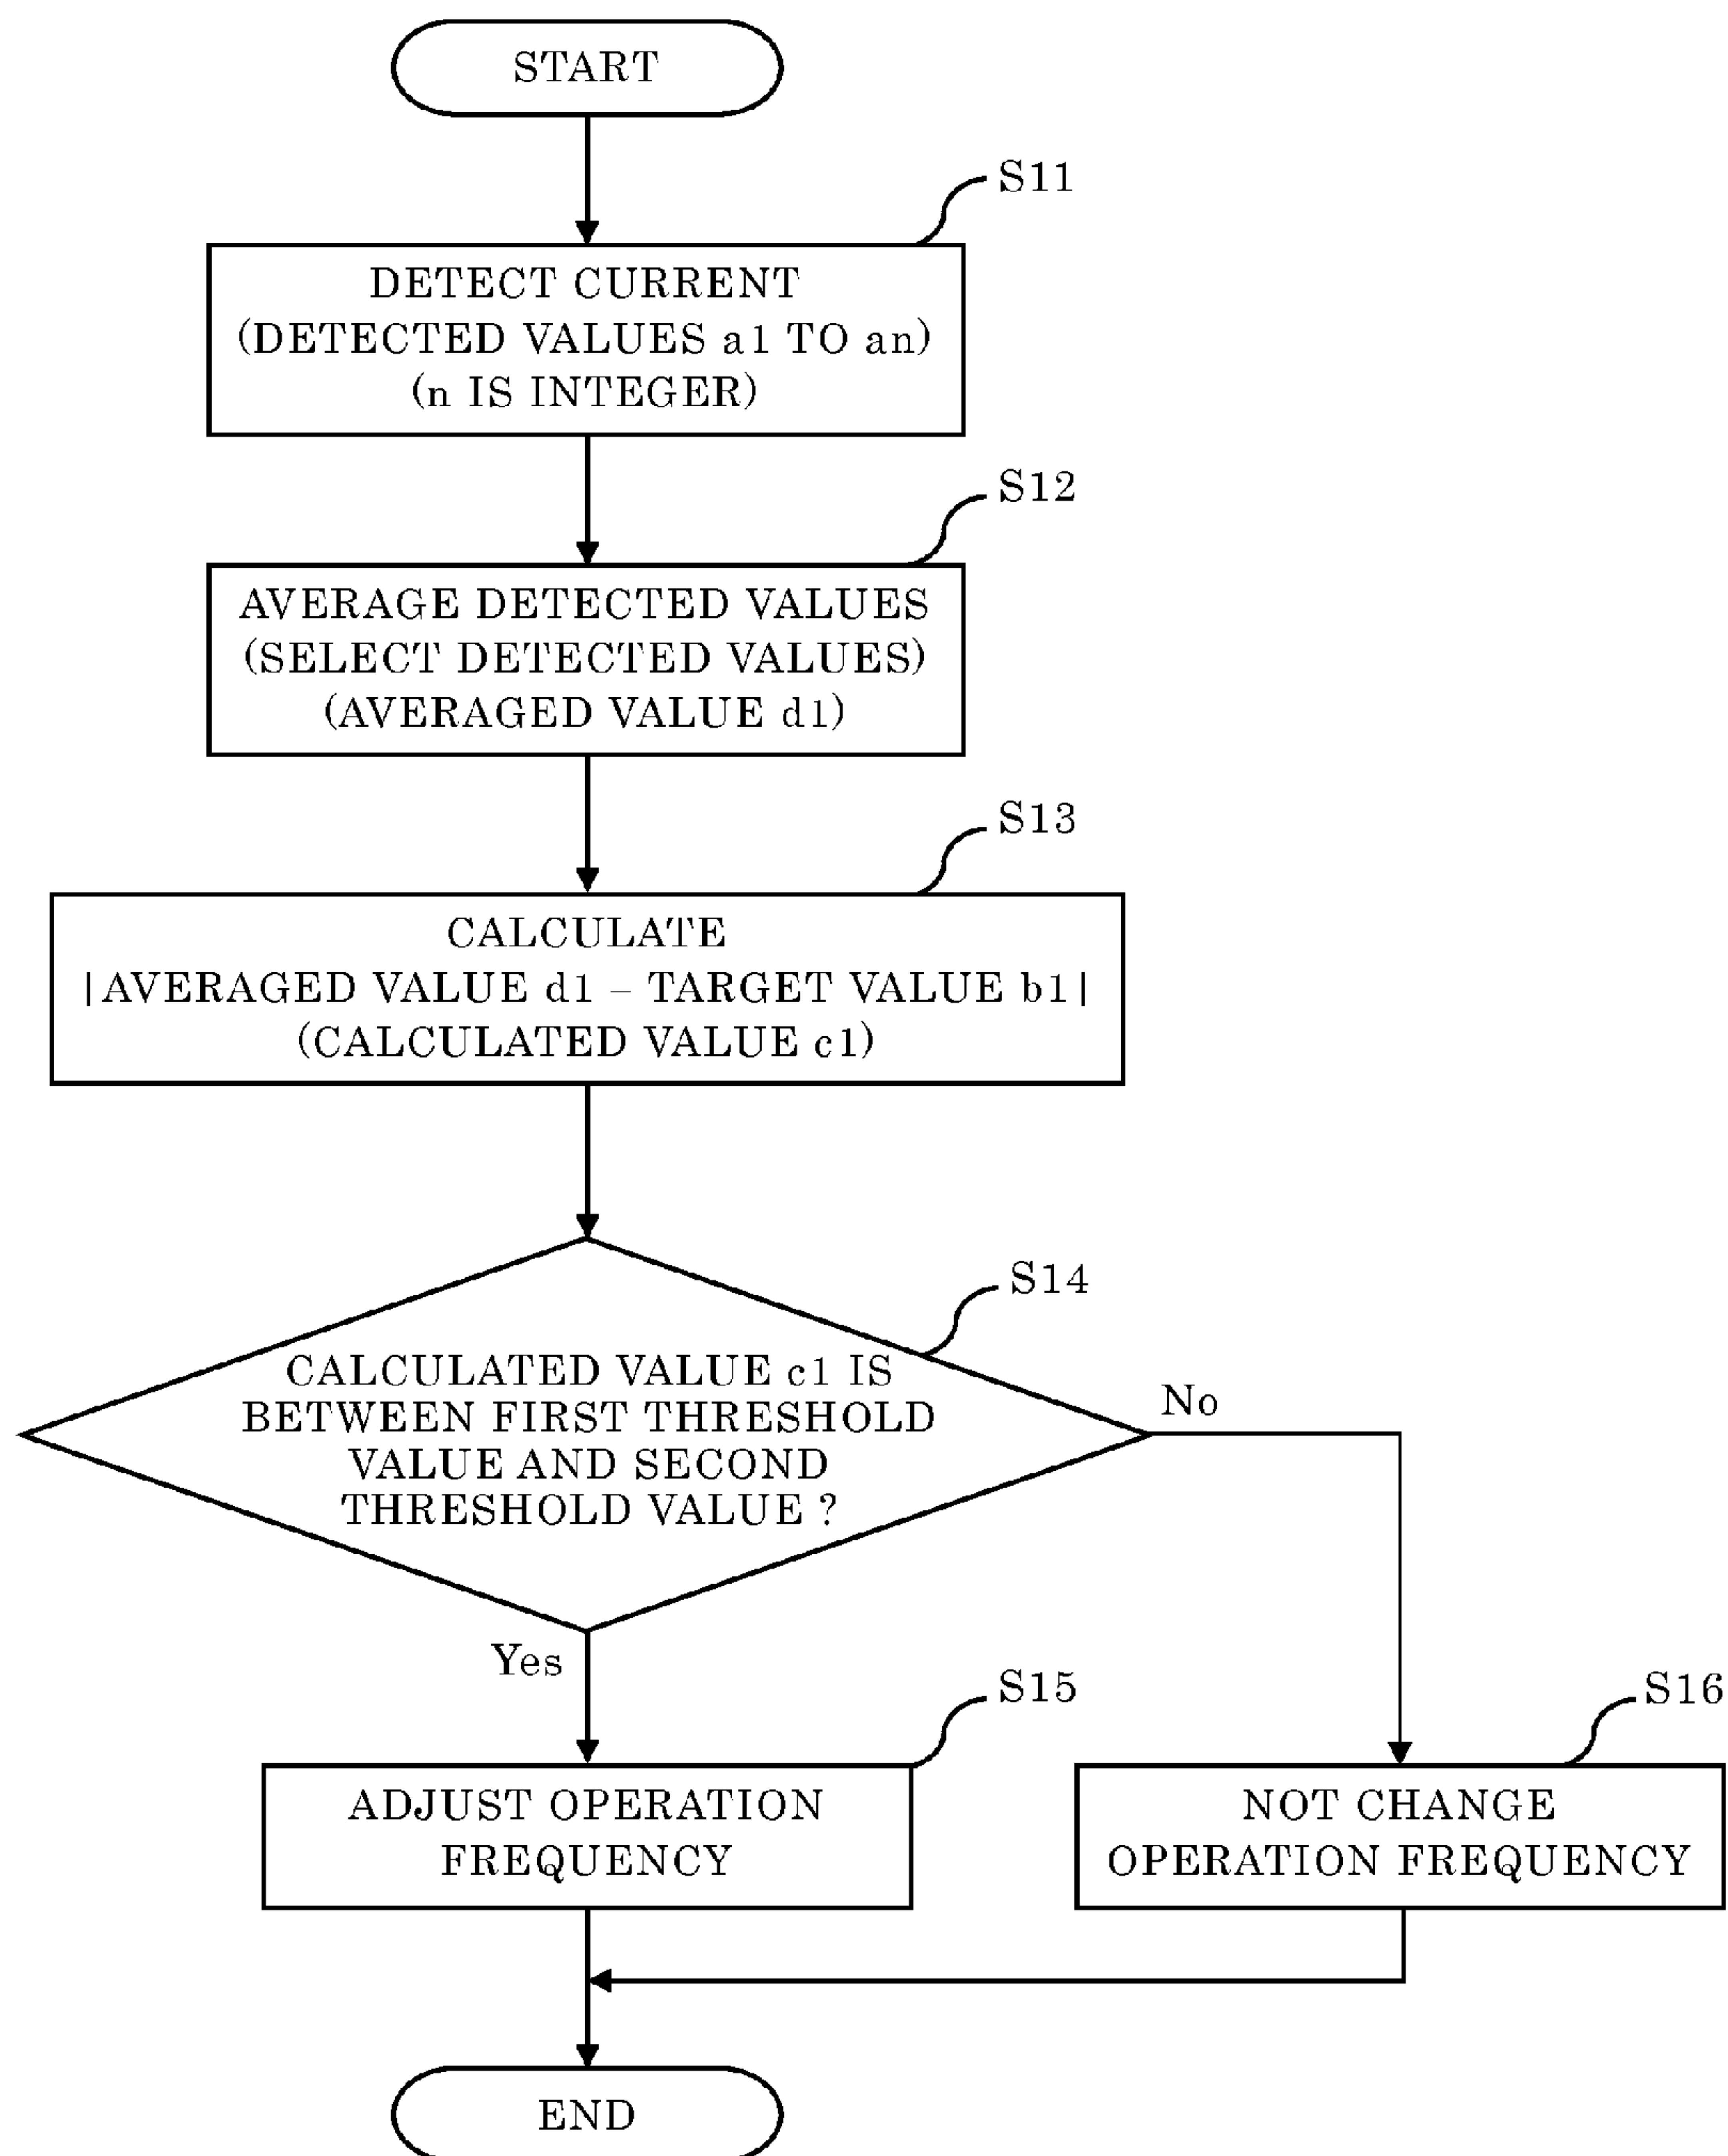 START
S11
DETECT CURRENT
(DETECTED VALUES a1 TO an)
(n IS INTEGER)
S12
AVERAGE DETECTED VALUES
(SELECT DETECTED VALUES)
(AVERAGED VALUE d1)
S13
CALCULATE
|AVERAGED VALUE d1 – TARGET VALUE b1|
(CALCULATED VALUE c1)
S14
CALCULATED VALUE c1 IS
BETWEEN FIRST THRESHOLD
VALUE AND SECOND
THRESHOLD VALUE ?
No
Yes
S15
ADJUST OPERATION
FREQUENCY
S16
NOT CHANGE
OPERATION FREQUENCY
END